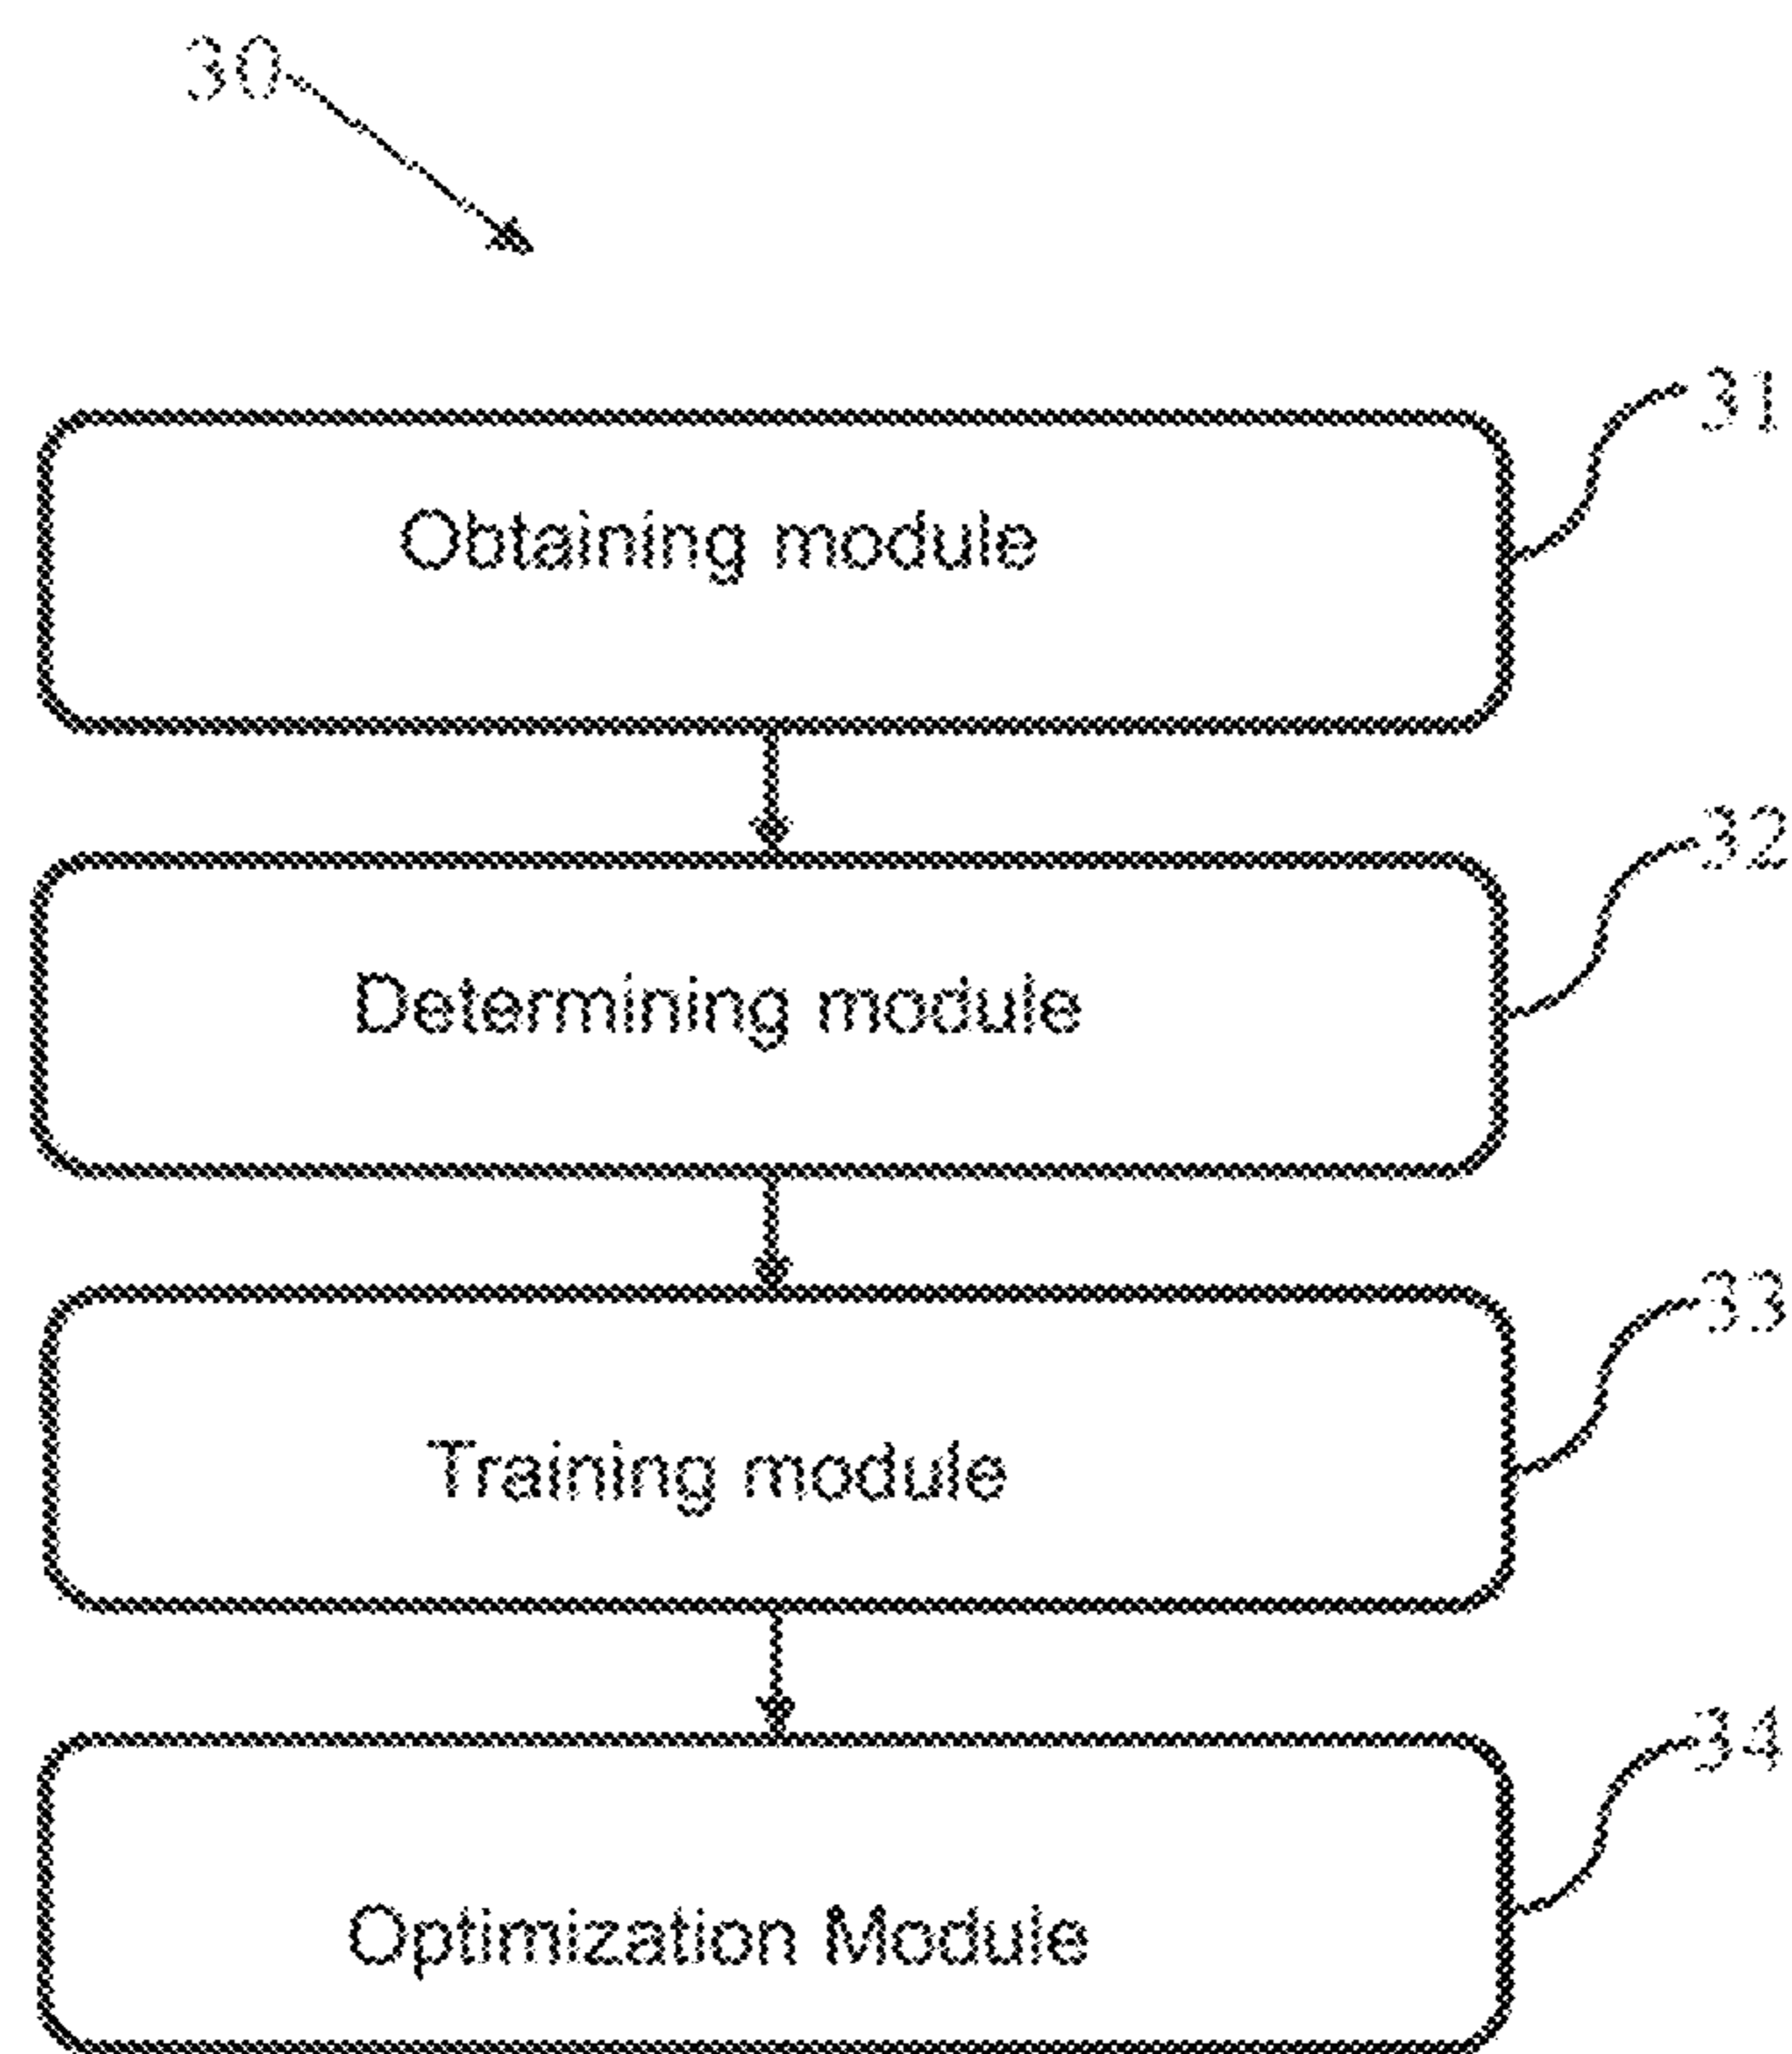 30
31
Obtaining module
32
Determining module
33
Training module
34
Optimization Module